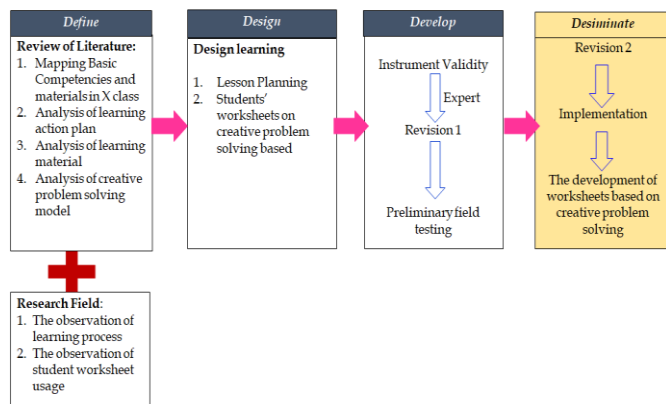 Define
Review of Literature:
1. Mapping Basic
Competencies and
materials in X class
2. Analysis of learning
action plan
3. Analysis of learning
material
4. Analysis of creative
problem solving
model
Research Field:
1. The observation of
learning process
2. The observation of
student worksheet
usage
Design
Design learning
1. Lesson Planning
2. Students'
worksheets on
creative problem
solving based
Develop
Instrument Validity
Expert
Revision 1
Preliminary field
testing
Desiminate
Revision 2
Implementation
The development of
worksheets based on
creative problem
solving